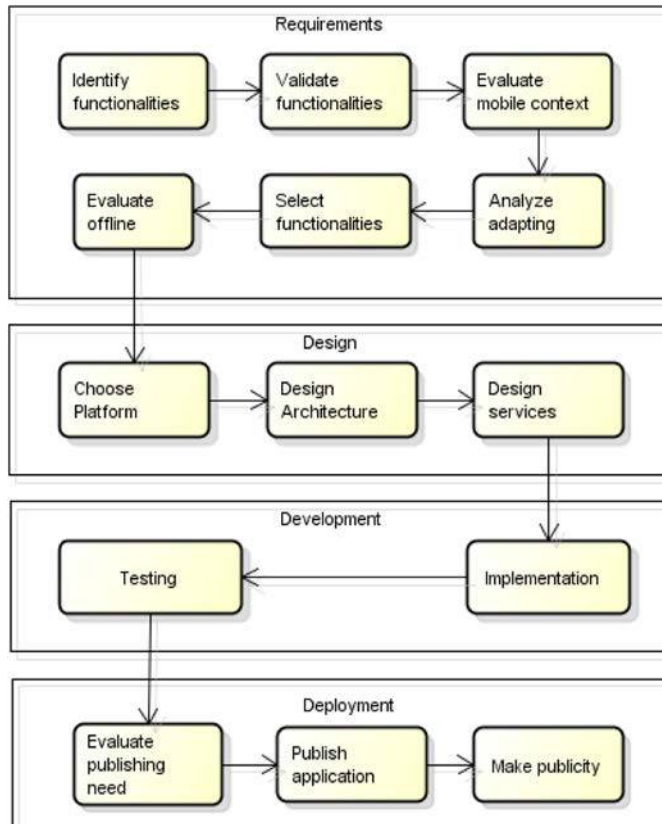 Requirements
Identify
functionalities
Validate
functionalities
Evaluate
mobile context
Evaluate
offline
Select
functionalities
Analyze
adapting
Design
Choose
Platform
Design
Architecture
Design
services
Development
Testing
Implementation
Deployment
Evaluate
publishing
need
Publish
application
Make publicity